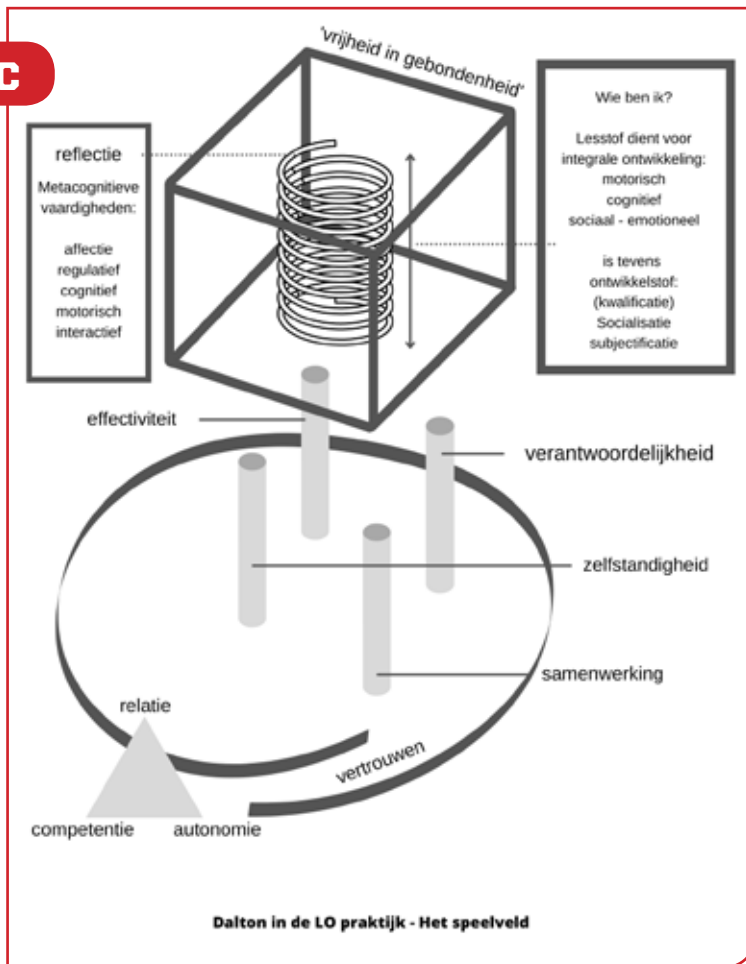 C
'vrijheid in gebondenheid'
reflectie
Metacognitieve
vaardigheden:
affectie
regulatief
cognitief
motorisch
interactief
Wie ben ik?
Lesstof dient voor
integrale ontwikkeling:
motorisch
cognitief
sociaal - emotioneel
is tevens
ontwikkelstof:
(kwalificatie)
Socialisatie
subjectificatie
effectiviteit
verantwoordelijkheid
zelfstandigheid
samenwerking
relatie
vertrouwen
competentie
autonomie
Dalton in de LO praktijk - Het speelveld